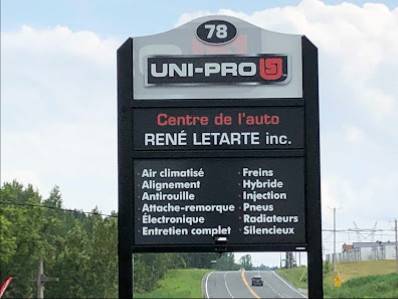 78
UNI-PRO
Centre de l'auto
RENÉ LETARTE inc.
· Air climatisé
· Alignement
· Antirouille
· Attache-remorque
· Électronique
· Entretien complet
· Freins
· Hybride
· Injection
· Pneus
· Radiateurs
· Silencieux